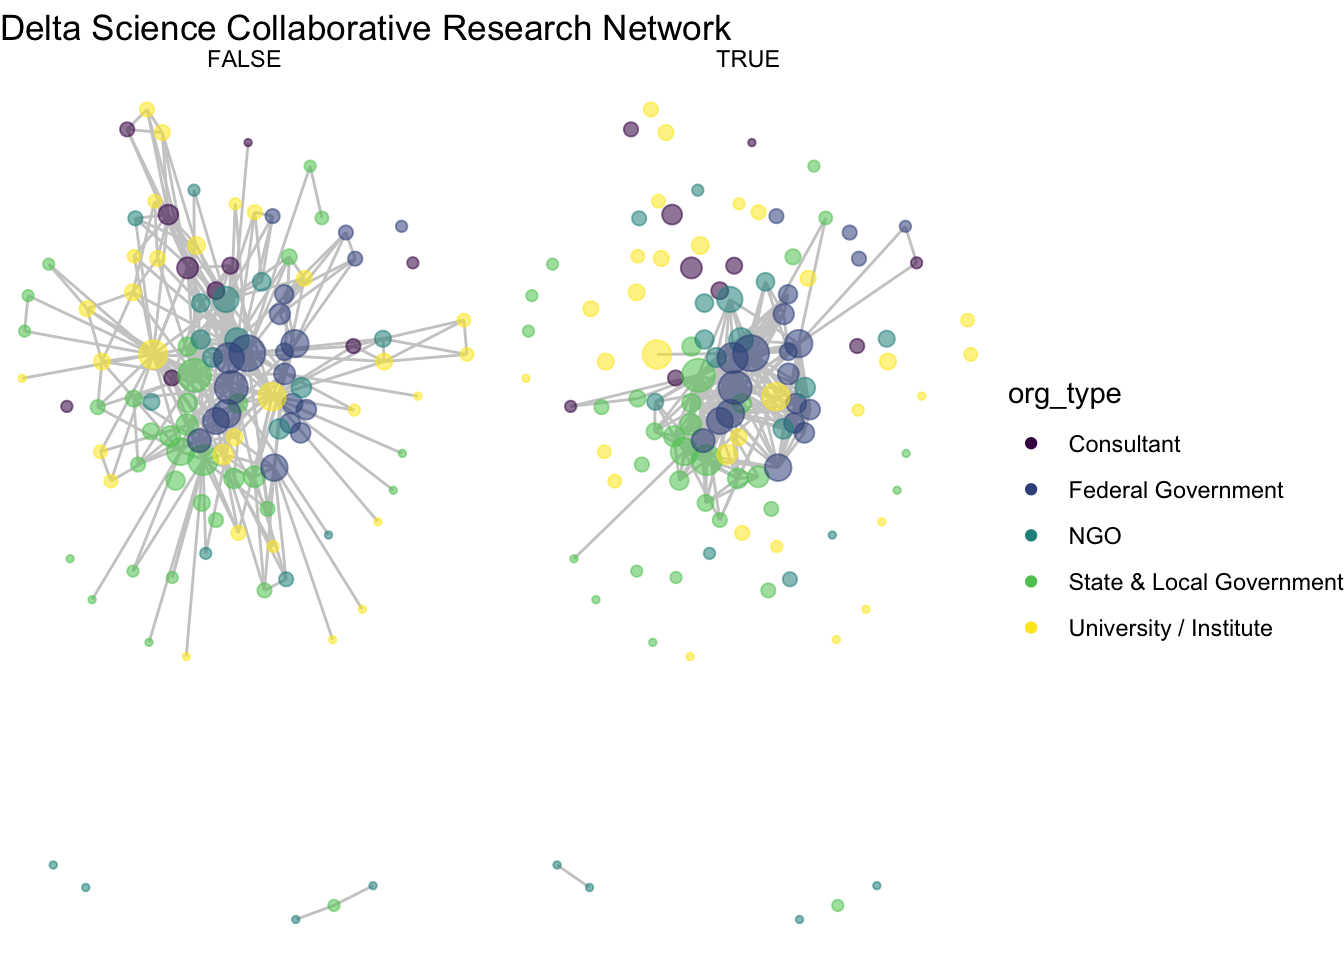 Delta Science Collaborative Research Network
FALSE
TRUE
org_type
Consultant
Federal Government
NGO
State & Local Government
University / Institute